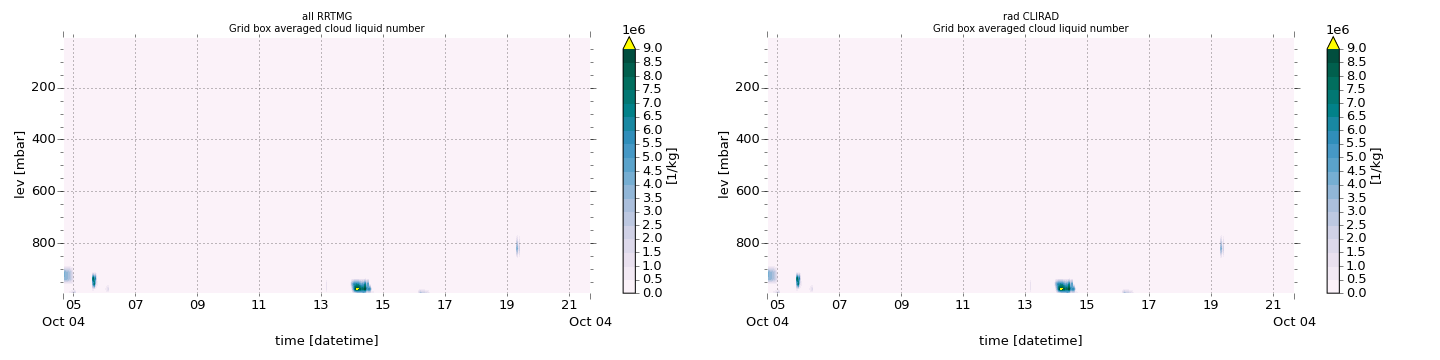 all RRTMG
Grid box averaged cloud liquid number
1e6
9.0
8.5
8.0
7.5
7.0
6.5
6.0
5.5
5.0
4.5
4.0
3.5
3.0
2.5
2.0
1.5
1.0
0.5
0.0
[1/kg]
lev [mbar]
200
400
600
800
05 07 09 11 13 15 17 19 21
Oct 04 Oct 04
time [datetime]
rad CLIRAD
Grid box averaged cloud liquid number
1e6
9.0
8.5
8.0
7.5
7.0
6.5
6.0
5.5
5.0
4.5
4.0
3.5
3.0
2.5
2.0
1.5
1.0
0.5
0.0
[1/kg]
lev [mbar]
200
400
600
800
05 07 09 11 13 15 17 19 21
Oct 04 Oct 04
time [datetime]